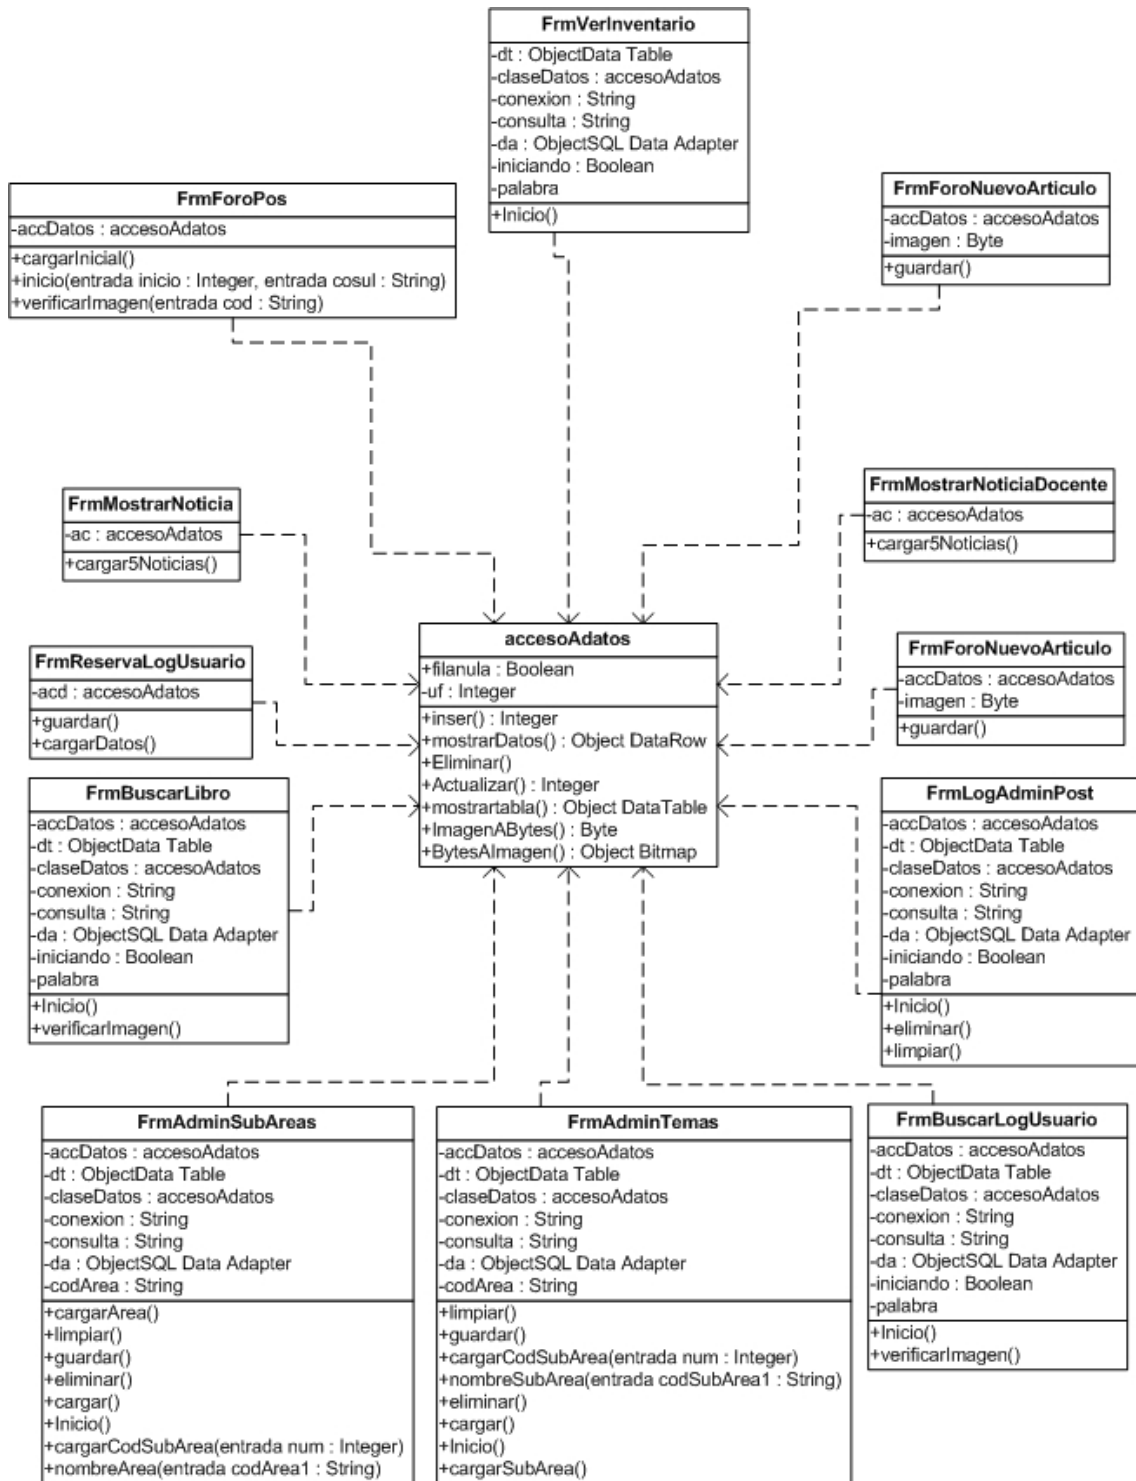 FrmVerInventario
-dt : ObjectData Table
-claseDatos : accesoAdatos
-conexion : String
-consulta : String
-da : ObjectSQL Data Adapter
-iniciando : Boolean
-palabra
+Inicio()
FrmForoPos
-accDatos : accesoAdatos
+cargarInicial()
+inicio(entrada inicio : Integer, entrada cosul : String)
+verificarImagen(entrada cod : String)
FrmForoNuevoArticulo
-accDatos : accesoAdatos
-imagen : Byte
+guardar()
FrmMostrarNoticia
-ac : accesoAdatos
+cargar5Noticias()
FrmMostrarNoticiaDocente
-ac : accesoAdatos
+cargar5Noticias()
accesoAdatos
+filanula : Boolean
-uf : Integer
+inser() : Integer
+mostrarDatos() : Object DataRow
+Eliminar()
+Actualizar() : Integer
+mostrartabla() : Object DataTable
+ImagenABytes() : Byte
+BytesAImagen() : Object Bitmap
FrmReservaLogUsuario
-acd : accesoAdatos
+guardar()
+cargarDatos()
FrmForoNuevoArticulo
-accDatos : accesoAdatos
-imagen : Byte
+guardar()
FrmBuscarLibro
-accDatos : accesoAdatos
-dt : ObjectData Table
-claseDatos : accesoAdatos
-conexion : String
-consulta : String
-da : ObjectSQL Data Adapter
-iniciando : Boolean
-palabra
+Inicio()
+verificarImagen()
FrmLogAdminPost
-accDatos : accesoAdatos
-dt : ObjectData Table
-claseDatos : accesoAdatos
-conexion : String
-consulta : String
-da : ObjectSQL Data Adapter
-iniciando : Boolean
-palabra
+Inicio()
+eliminar()
+limpiar()
FrmAdminSubAreas
-accDatos : accesoAdatos
-dt : ObjectData Table
-claseDatos : accesoAdatos
-conexion : String
-consulta : String
-da : ObjectSQL Data Adapter
-codArea : String
+cargarArea()
+limpiar()
+guardar()
+eliminar()
+cargar()
+Inicio()
+cargarCodSubArea(entrada num : Integer)
+nombreArea(entrada codArea1 : String)
FrmAdminTemas
-accDatos : accesoAdatos
-dt : ObjectData Table
-claseDatos : accesoAdatos
-conexion : String
-consulta : String
-da : ObjectSQL Data Adapter
-codArea : String
+limpiar()
+guardar()
+cargarCodSubArea(entrada num : Integer)
+nombreSubArea(entrada codSubArea1 : String)
+eliminar()
+cargar()
+Inicio()
+cargarSubArea()
FrmBuscarLogUsuario
-accDatos : accesoAdatos
-dt : ObjectData Table
-claseDatos : accesoAdatos
-conexion : String
-consulta : String
-da : ObjectSQL Data Adapter
-iniciando : Boolean
-palabra
+Inicio()
+verificarImagen()